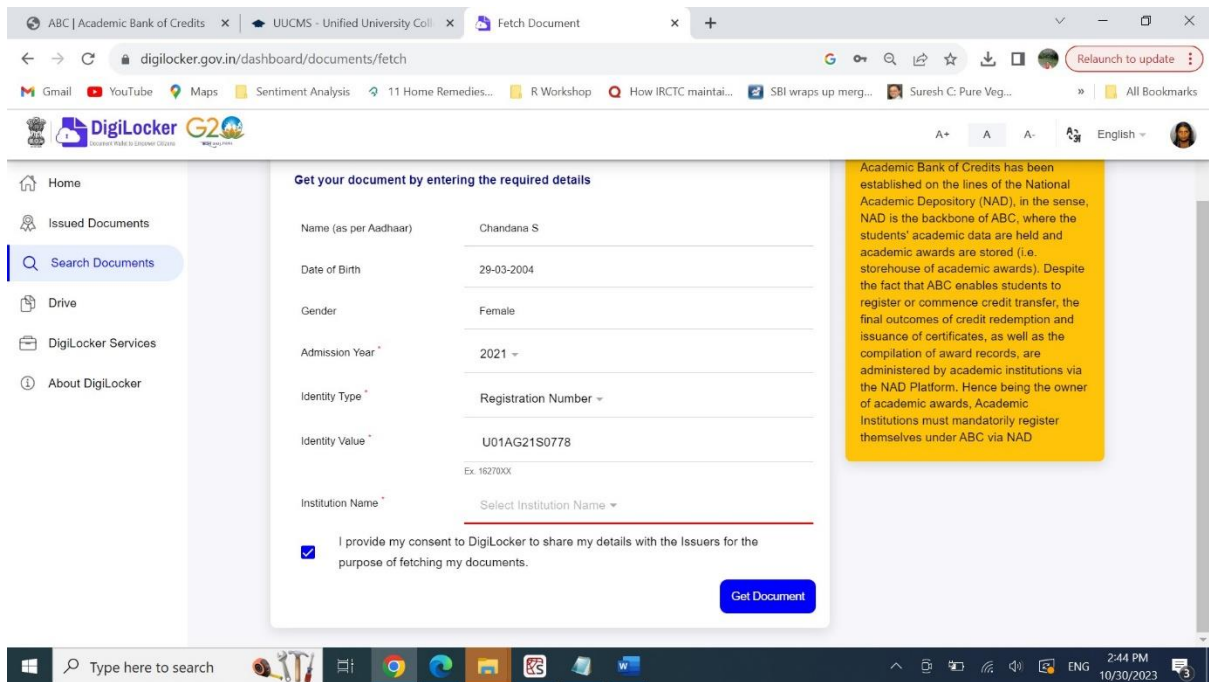 ABC | Academic Bank of Credits
UUCMS - Unified University Coll
Fetch Document
digilocker.gov.in/dashboard/documents/fetch
Relaunch to update
Gmail YouTube Maps Sentiment Analysis 11 Home Remedies... R Workshop How IRCTC maintai... SBI wraps up merg... Suresh C: Pure Veg... » All Bookmarks
DigiLocker
Document Wallet to Empower Citizens
G20
A+ A A- English
Home
Issued Documents
Search Documents
Drive
DigiLocker Services
About DigiLocker
Get your document by entering the required details
Name (as per Aadhaar) Chandana S
Date of Birth 29-03-2004
Gender Female
Admission Year * 2021
Identity Type * Registration Number
Identity Value * U01AG21S0778
Ex. 16270XX
Institution Name * Select Institution Name
I provide my consent to DigiLocker to share my details with the Issuers for the
purpose of fetching my documents.
Get Document
Academic Bank of Credits has been
established on the lines of the National
Academic Depository (NAD), in the sense,
NAD is the backbone of ABC, where the
students' academic data are held and
academic awards are stored (i.e.
storehouse of academic awards). Despite
the fact that ABC enables students to
register or commence credit transfer, the
final outcomes of credit redemption and
issuance of certificates, as well as the
compilation of award records, are
administered by academic institutions via
the NAD Platform. Hence being the owner
of academic awards, Academic
Institutions must mandatorily register
themselves under ABC via NAD
Type here to search
ENG
2:44 PM
10/30/2023
3